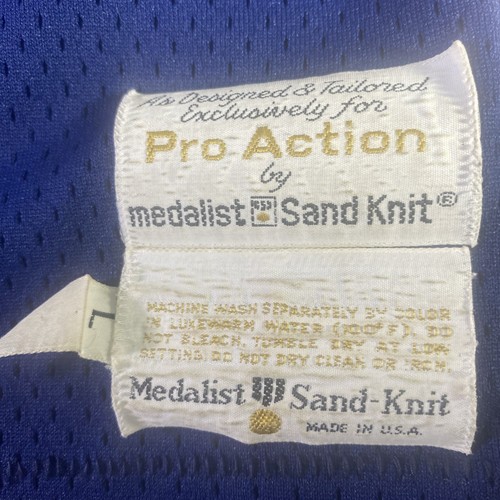 As Designed & Tailored
Exclusively for
Pro Action
by
medalist Sand Knit®
L
MACHINE WASH SEPARATELY BY COLOR
IN LUKEWARM WATER (100°F). DO
NOT BLEACH. TUMBLE DRY AT LOW
SETTING. DO NOT DRY CLEAN OR IRON.
Medalist Sand-Knit
MADE IN U.S.A.